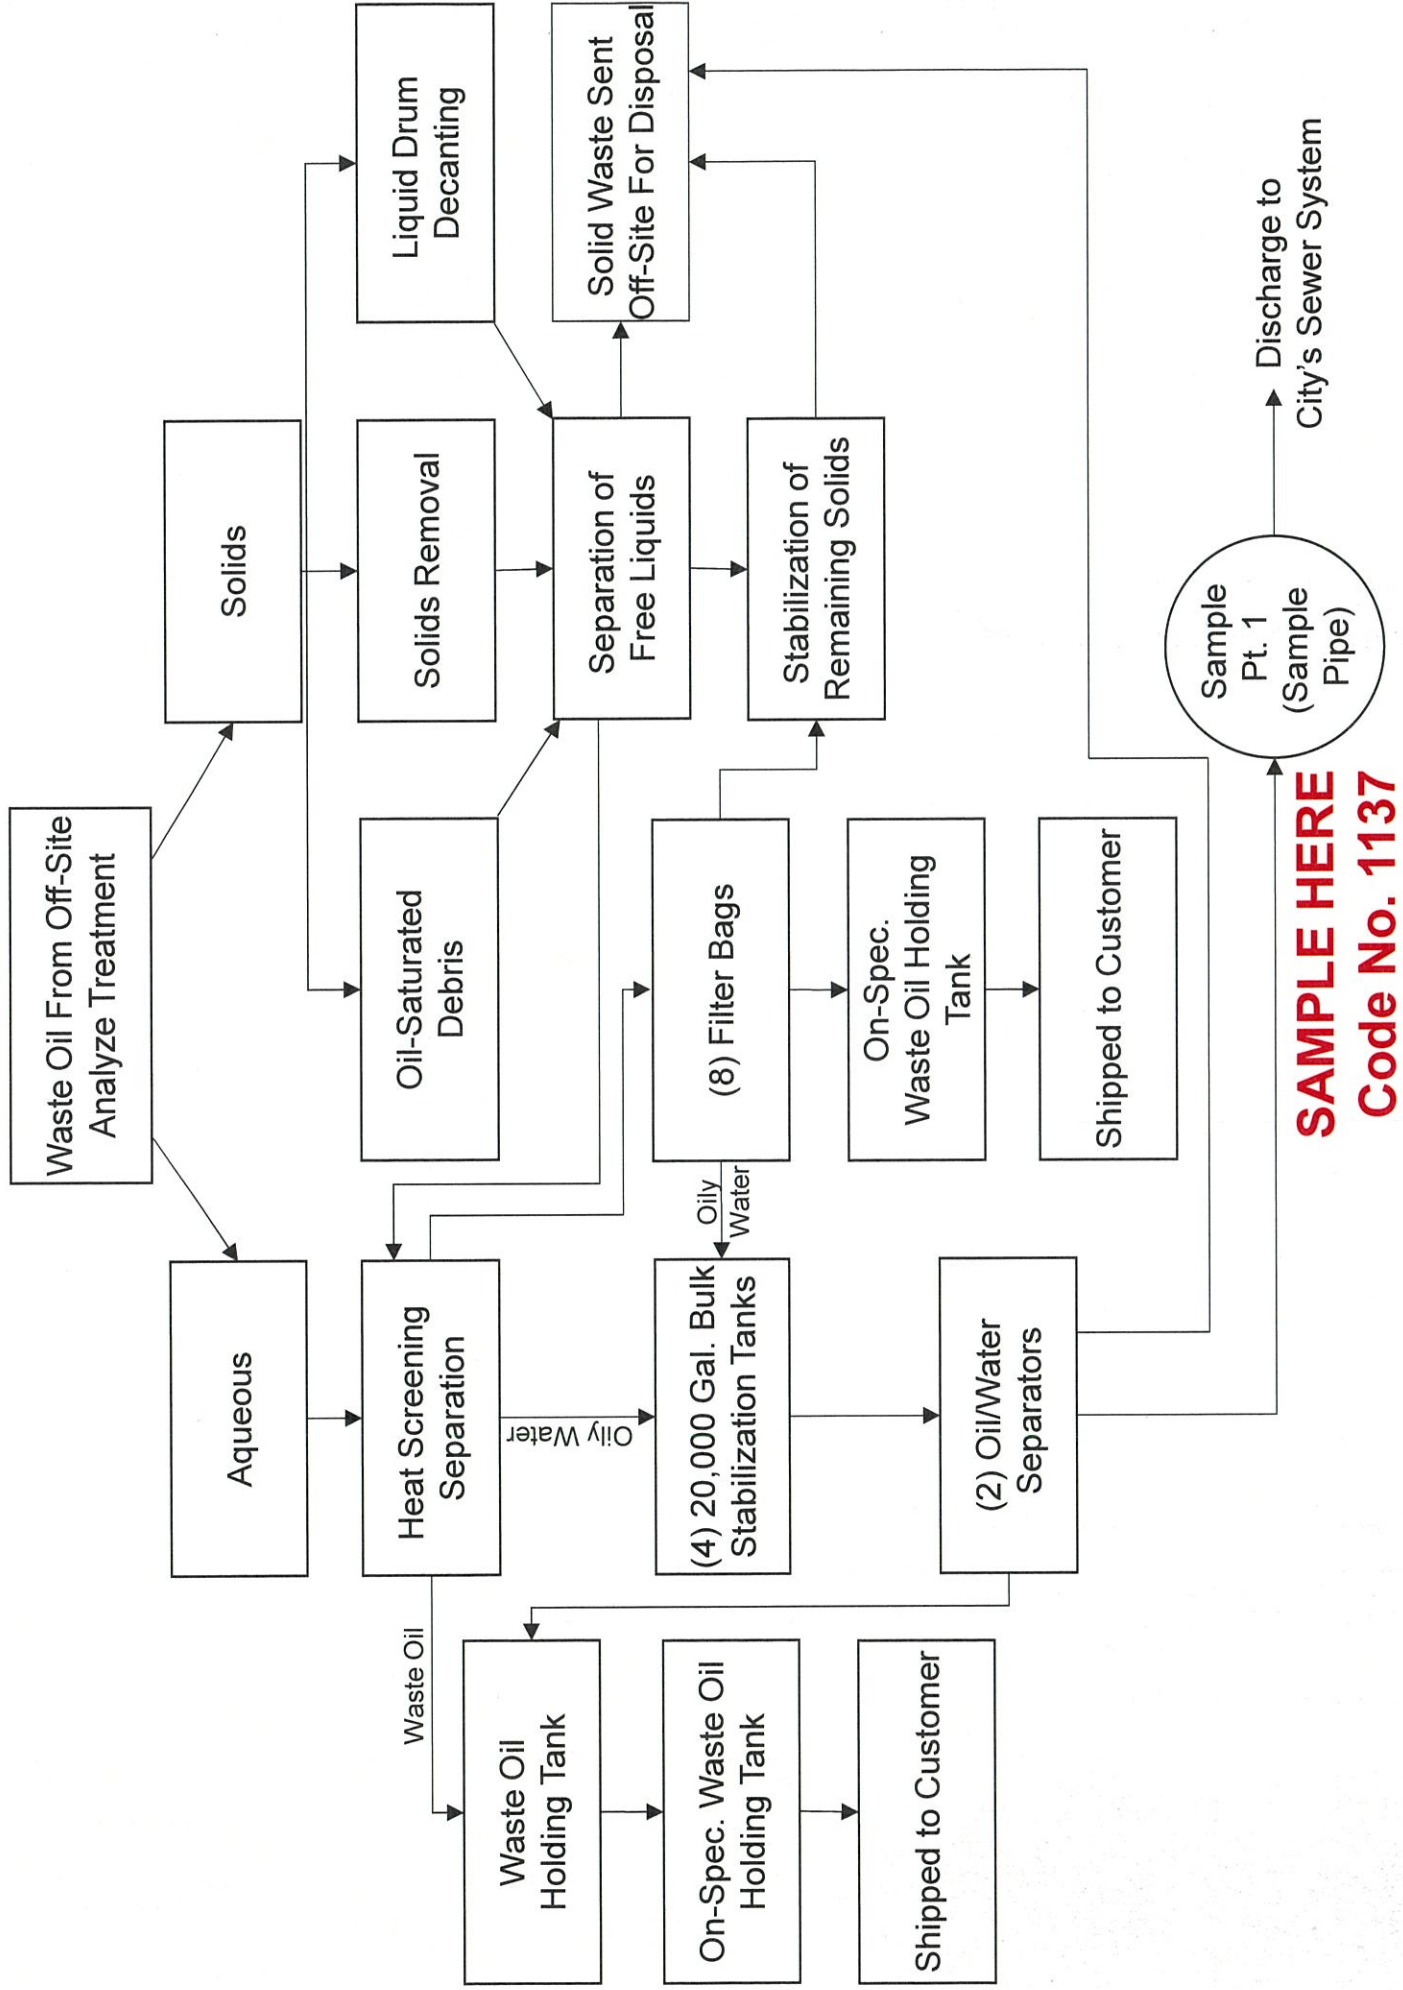 Waste Oil From Off-Site
Analyze Treatment
Aqueous
Solids
Heat Screening
Separation
Oil-Saturated
Debris
Solids Removal
Liquid Drum
Decanting
Waste Oil
Oily Water
Waste Oil
Holding Tank
Separation of
Free Liquids
Solid Waste Sent
Off-Site For Disposal
(4) 20,000 Gal. Bulk
Stabilization Tanks
Oily
Water
(8) Filter Bags
Stabilization of
Remaining Solids
On-Spec. Waste Oil
Holding Tank
On-Spec.
Waste Oil Holding
Tank
Shipped to Customer
(2) Oil/Water
Separators
Shipped to Customer
Sample
Pt. 1
(Sample
Pipe)
Discharge to
City's Sewer System
SAMPLE HERE
Code No. 1137